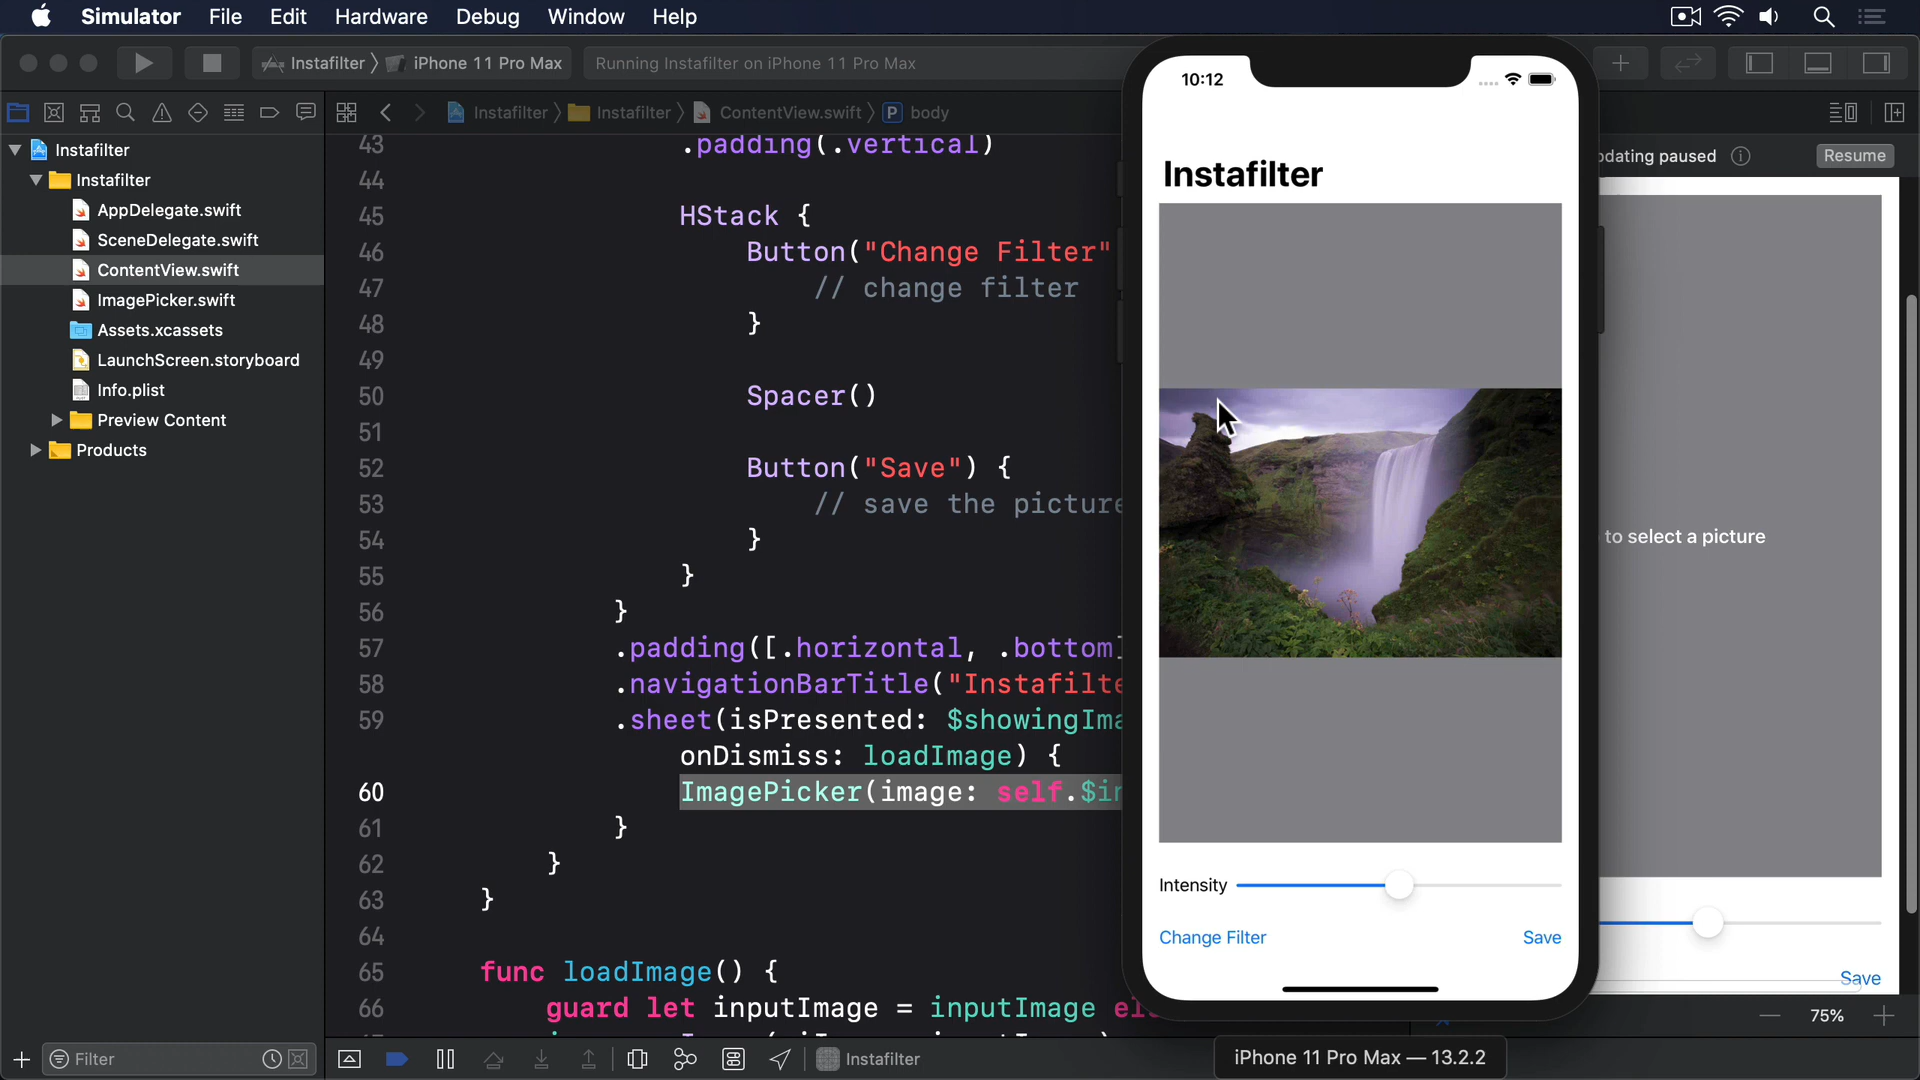 Simulator File Edit Hardware Debug Window Help
Instafilter iPhone 11 Pro Max Running Instafilter on iPhone 11 Pro Max
Instafilter Instafilter ContentView.swift P body
Instafilter
Instafilter
AppDelegate.swift
SceneDelegate.swift
ContentView.swift
ImagePicker.swift
Assets.xcassets
LaunchScreen.storyboard
Info.plist
Preview Content
Products
Filter
43 .padding(.vertical)
44
45 HStack {
46 Button("Change Filter"
47 // change filter
48 }
49
50 Spacer()
51
52 Button("Save") {
53 // save the picture
54 }
55 }
56 }
57 .padding([.horizontal, .bottom]
58 .navigationBarTitle("Instafilte
59 .sheet(isPresented: $showingIma
onDismiss: loadImage) {
60 ImagePicker(image: self.$in
61 }
62 }
63 }
64
65 func loadImage() {
66 guard let inputImage = inputImage el
Instafilter
10:12
Instafilter
Intensity
Change Filter Save
iPhone 11 Pro Max — 13.2.2
pdating paused Resume
to select a picture
Save
75%